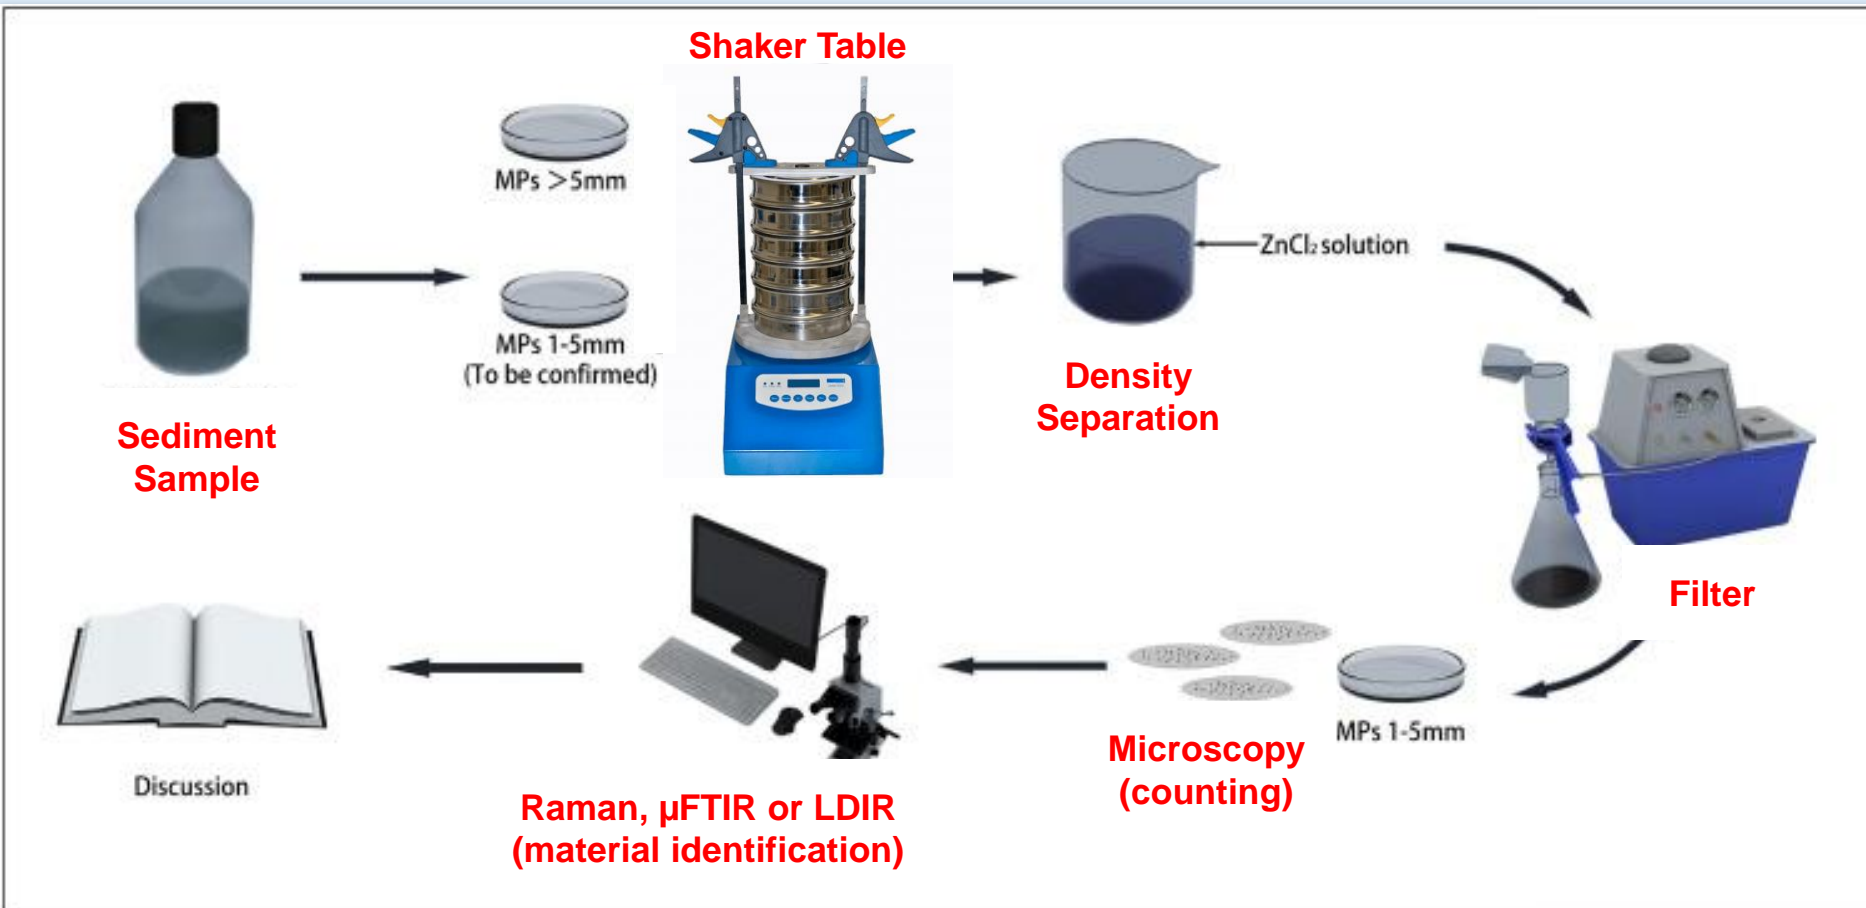 Shaker Table
MPs >5mm
MPs 1-5mm
(To be confirmed)
Sediment
Sample
ZnCl₂ solution
Density
Separation
Filter
MPs 1-5mm
Microscopy
(counting)
Raman, µFTIR or LDIR
(material identification)
Discussion